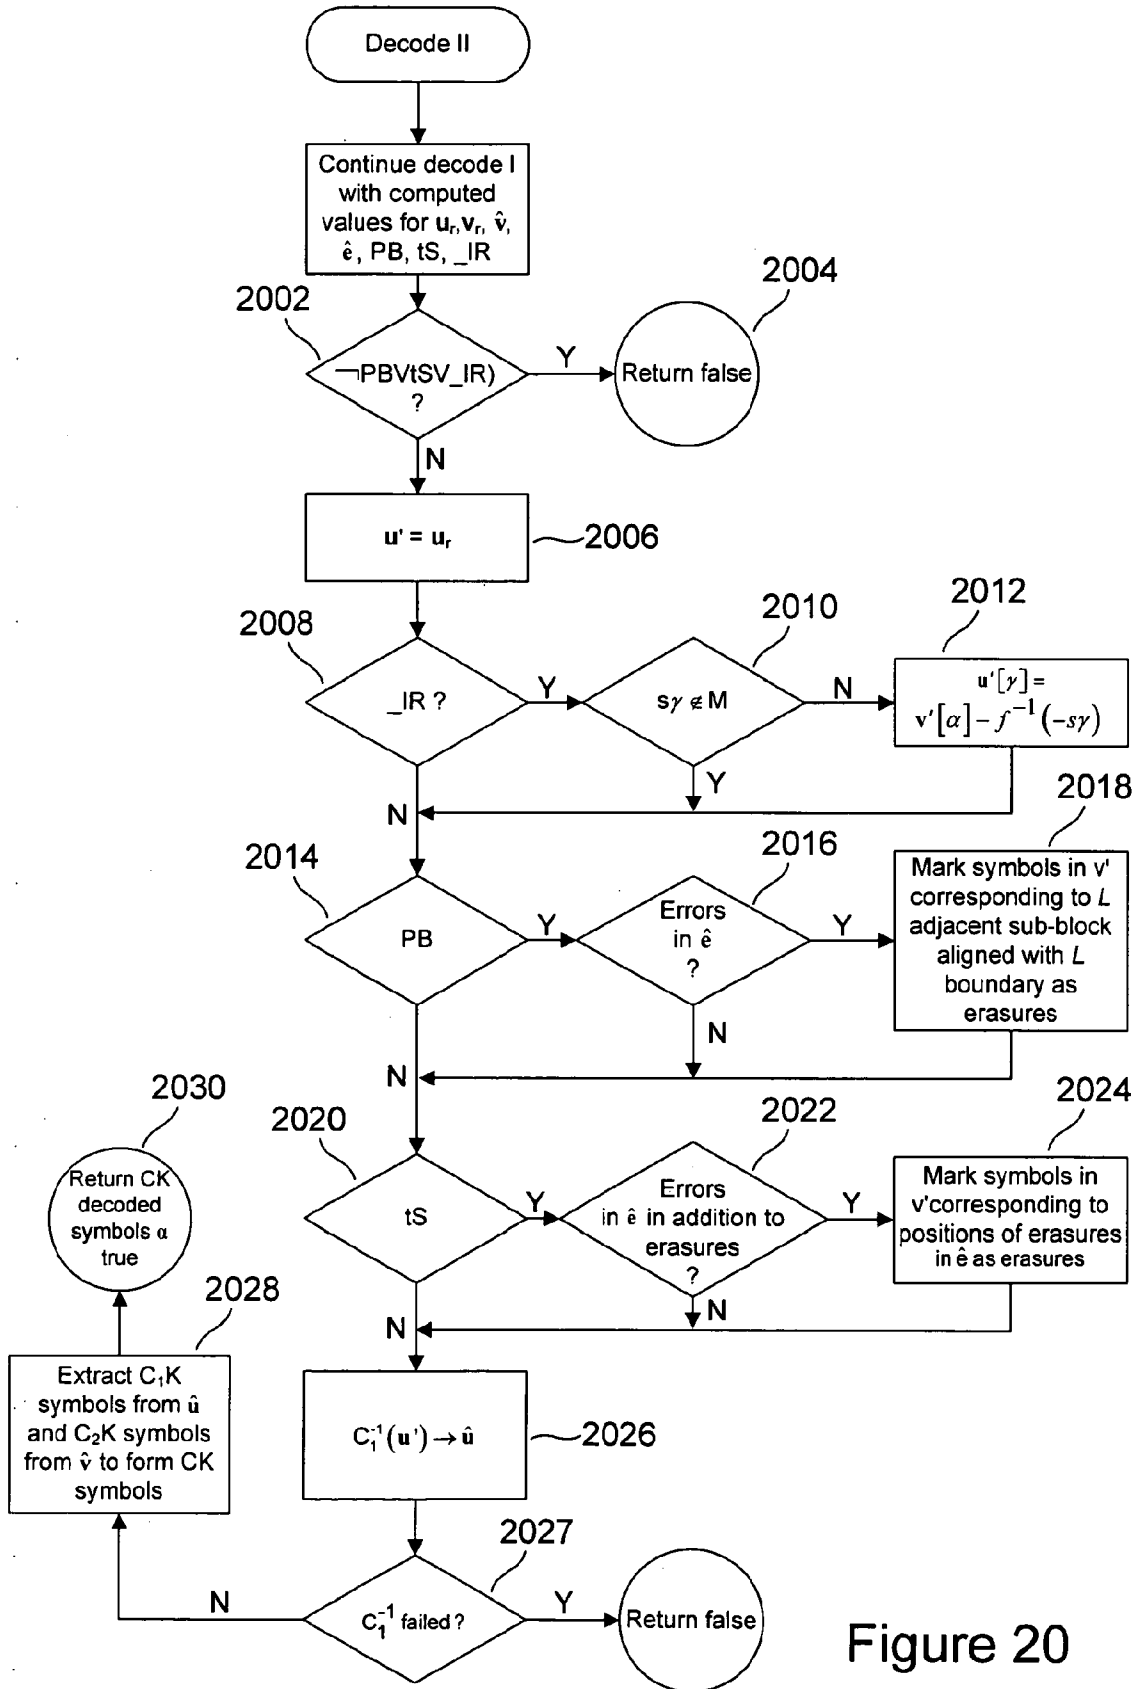 Decode II
Continue decode I
with computed
values for uᵣ,vᵣ, v̂,
ê, PB, tS, _IR
2002
2004
¬PBVtSV_IR)
?
Y
Return false
N
u' = uᵣ
2006
2008
2010
2012
_IR ?
Y
sγ ∉ M
N
u'[γ] =
v'[α] − f⁻¹(−sγ)
Y
N
2018
2014
2016
PB
Y
Errors
in ê
?
Y
Mark symbols in v'
corresponding to L
adjacent sub-block
aligned with L
boundary as
erasures
N
N
2030
2020
2022
2024
Return CK
decoded
symbols α
true
tS
Y
Errors
in ê in addition to
erasures
?
Y
Mark symbols in
v'corresponding to
positions of erasures
in ê as erasures
N
N
2028
Extract C₁K
symbols from û
and C₂K symbols
from v̂ to form CK
symbols
C₁⁻¹(u') → û
2026
2027
N
C₁⁻¹ failed ?
Y
Return false
Figure 20